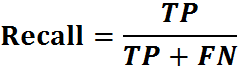 Recall = TP / (TP + FN)